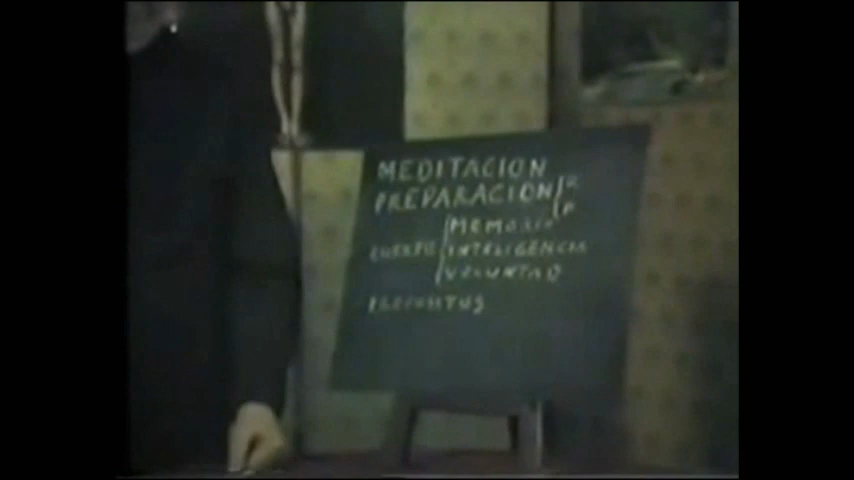 MEDITACION
PREPARACION
MEMORIA
CUERPO INTELIGENCIA
VOLUNTAD